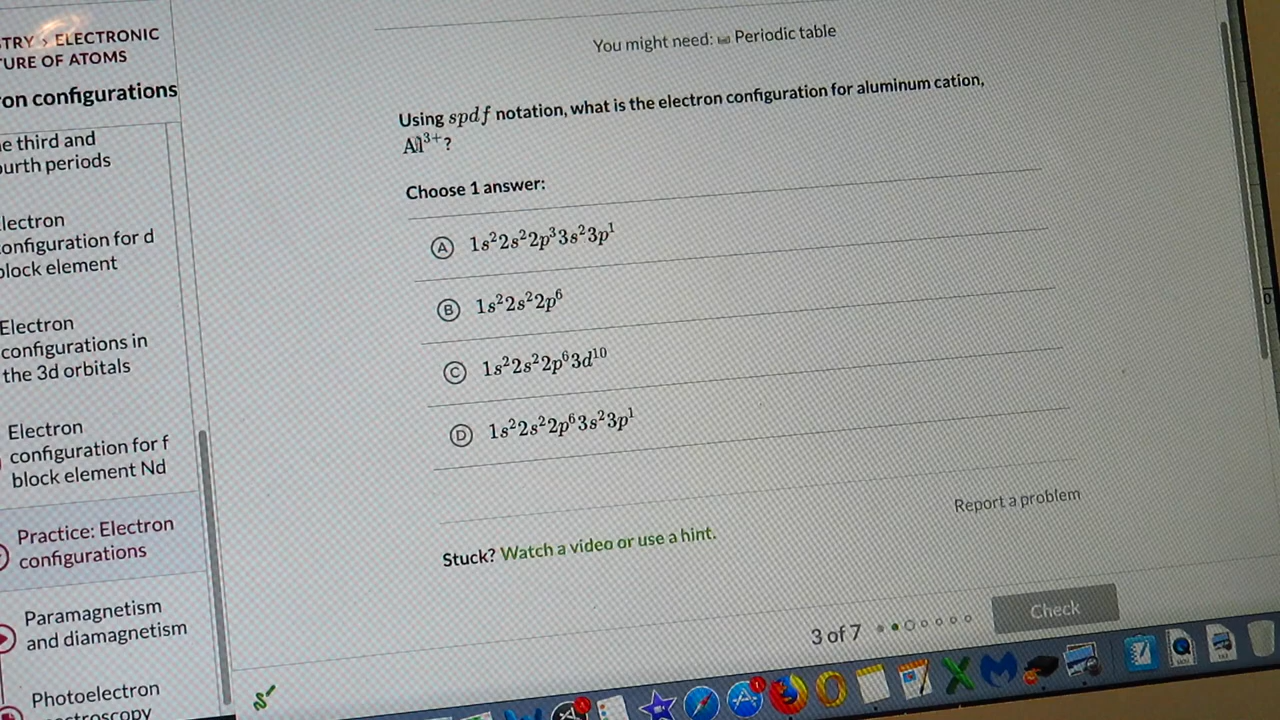 TRY › ELECTRONIC
URE OF ATOMS
on configurations
e third and
ourth periods
lectron
onfiguration for d
block element
Electron
configurations in
the 3d orbitals
Electron
configuration for f
block element Nd
Practice: Electron
configurations
Paramagnetism
and diamagnetism
Photoelectron
ectroscopy
You might need: Periodic table
Using spdf notation, what is the electron configuration for aluminum cation,
Al³⁺?
Choose 1 answer:
A 1s²2s²2p³3s²3p¹
B 1s²2s²2p⁶
C 1s²2s²2p⁶3d¹⁰
D 1s²2s²2p⁶3s²3p¹
Report a problem
Stuck? Watch a video or use a hint.
3 of 7
Check